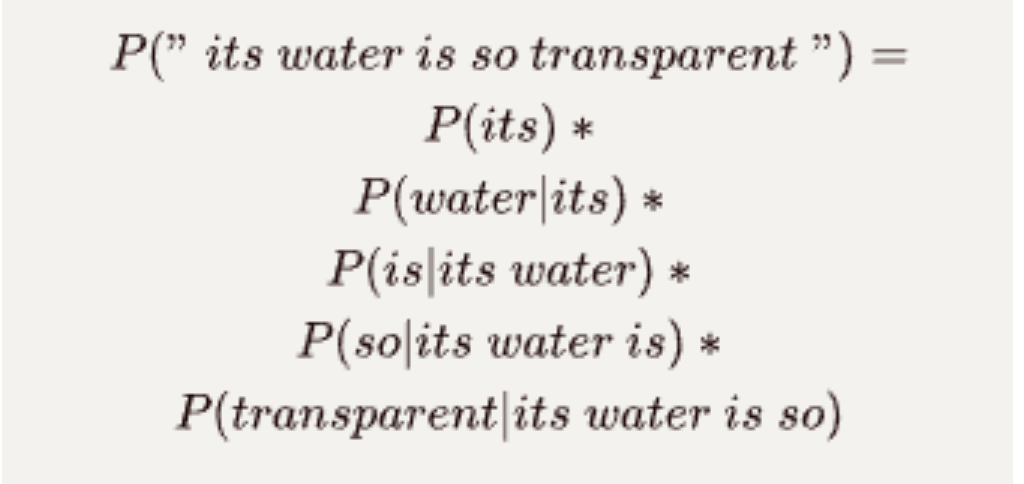 P(” its water is so transparent ”) =
P(its) *
P(water|its) *
P(is|its water) *
P(so|its water is) *
P(transparent|its water is so)